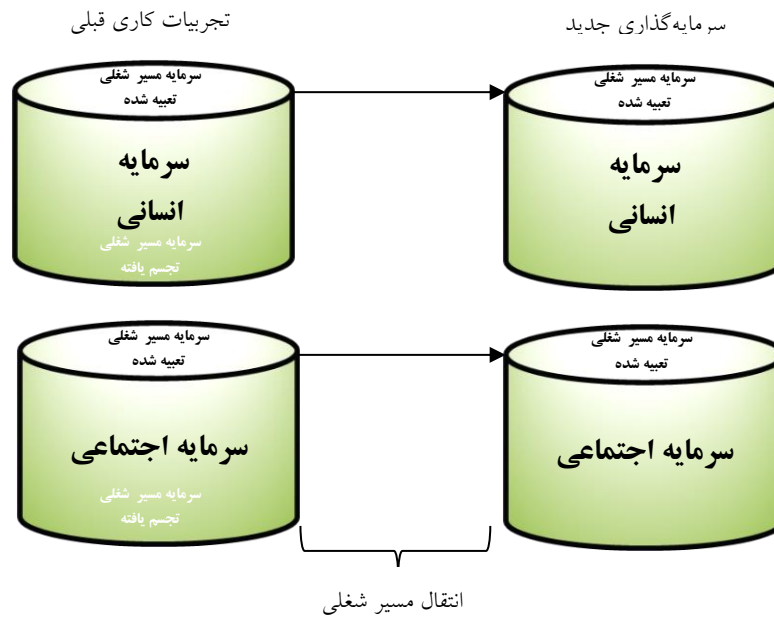 سرمایه‌گذاری جدید
تجربیات کاری قبلی
سرمایه مسیر شغلی
تعبیه شده
سرمایه
انسانی
سرمایه مسیر شغلی
تعبیه شده
سرمایه
انسانی
سرمایه مسیر شغلی
تجسم یافته
سرمایه مسیر شغلی
تعبیه شده
سرمایه اجتماعی
سرمایه مسیر شغلی
تعبیه شده
سرمایه اجتماعی
سرمایه مسیر شغلی
تجسم یافته
انتقال مسیر شغلی